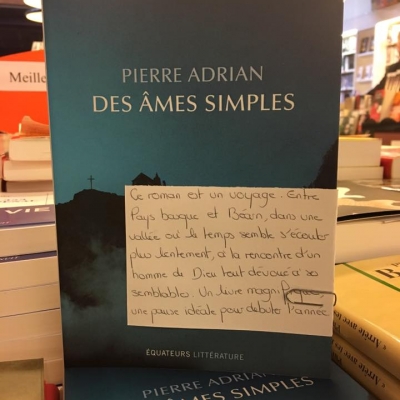 Meille
PIERRE ADRIAN
DES ÂMES SIMPLES
Ce roman est un voyage. Entre
Pays basque et Béarn, dans une
vallée où le temps semble s'écouler
plus lentement, à la rencontre d'un
homme de Dieu tout dévoué à ses
semblables. Un livre magnifique,
une pause idéale pour débuter l'année
ÉQUATEURS LITTÉRATURE
PIERRE ADRIAN
DES ÂMES SIMPLES
VIE